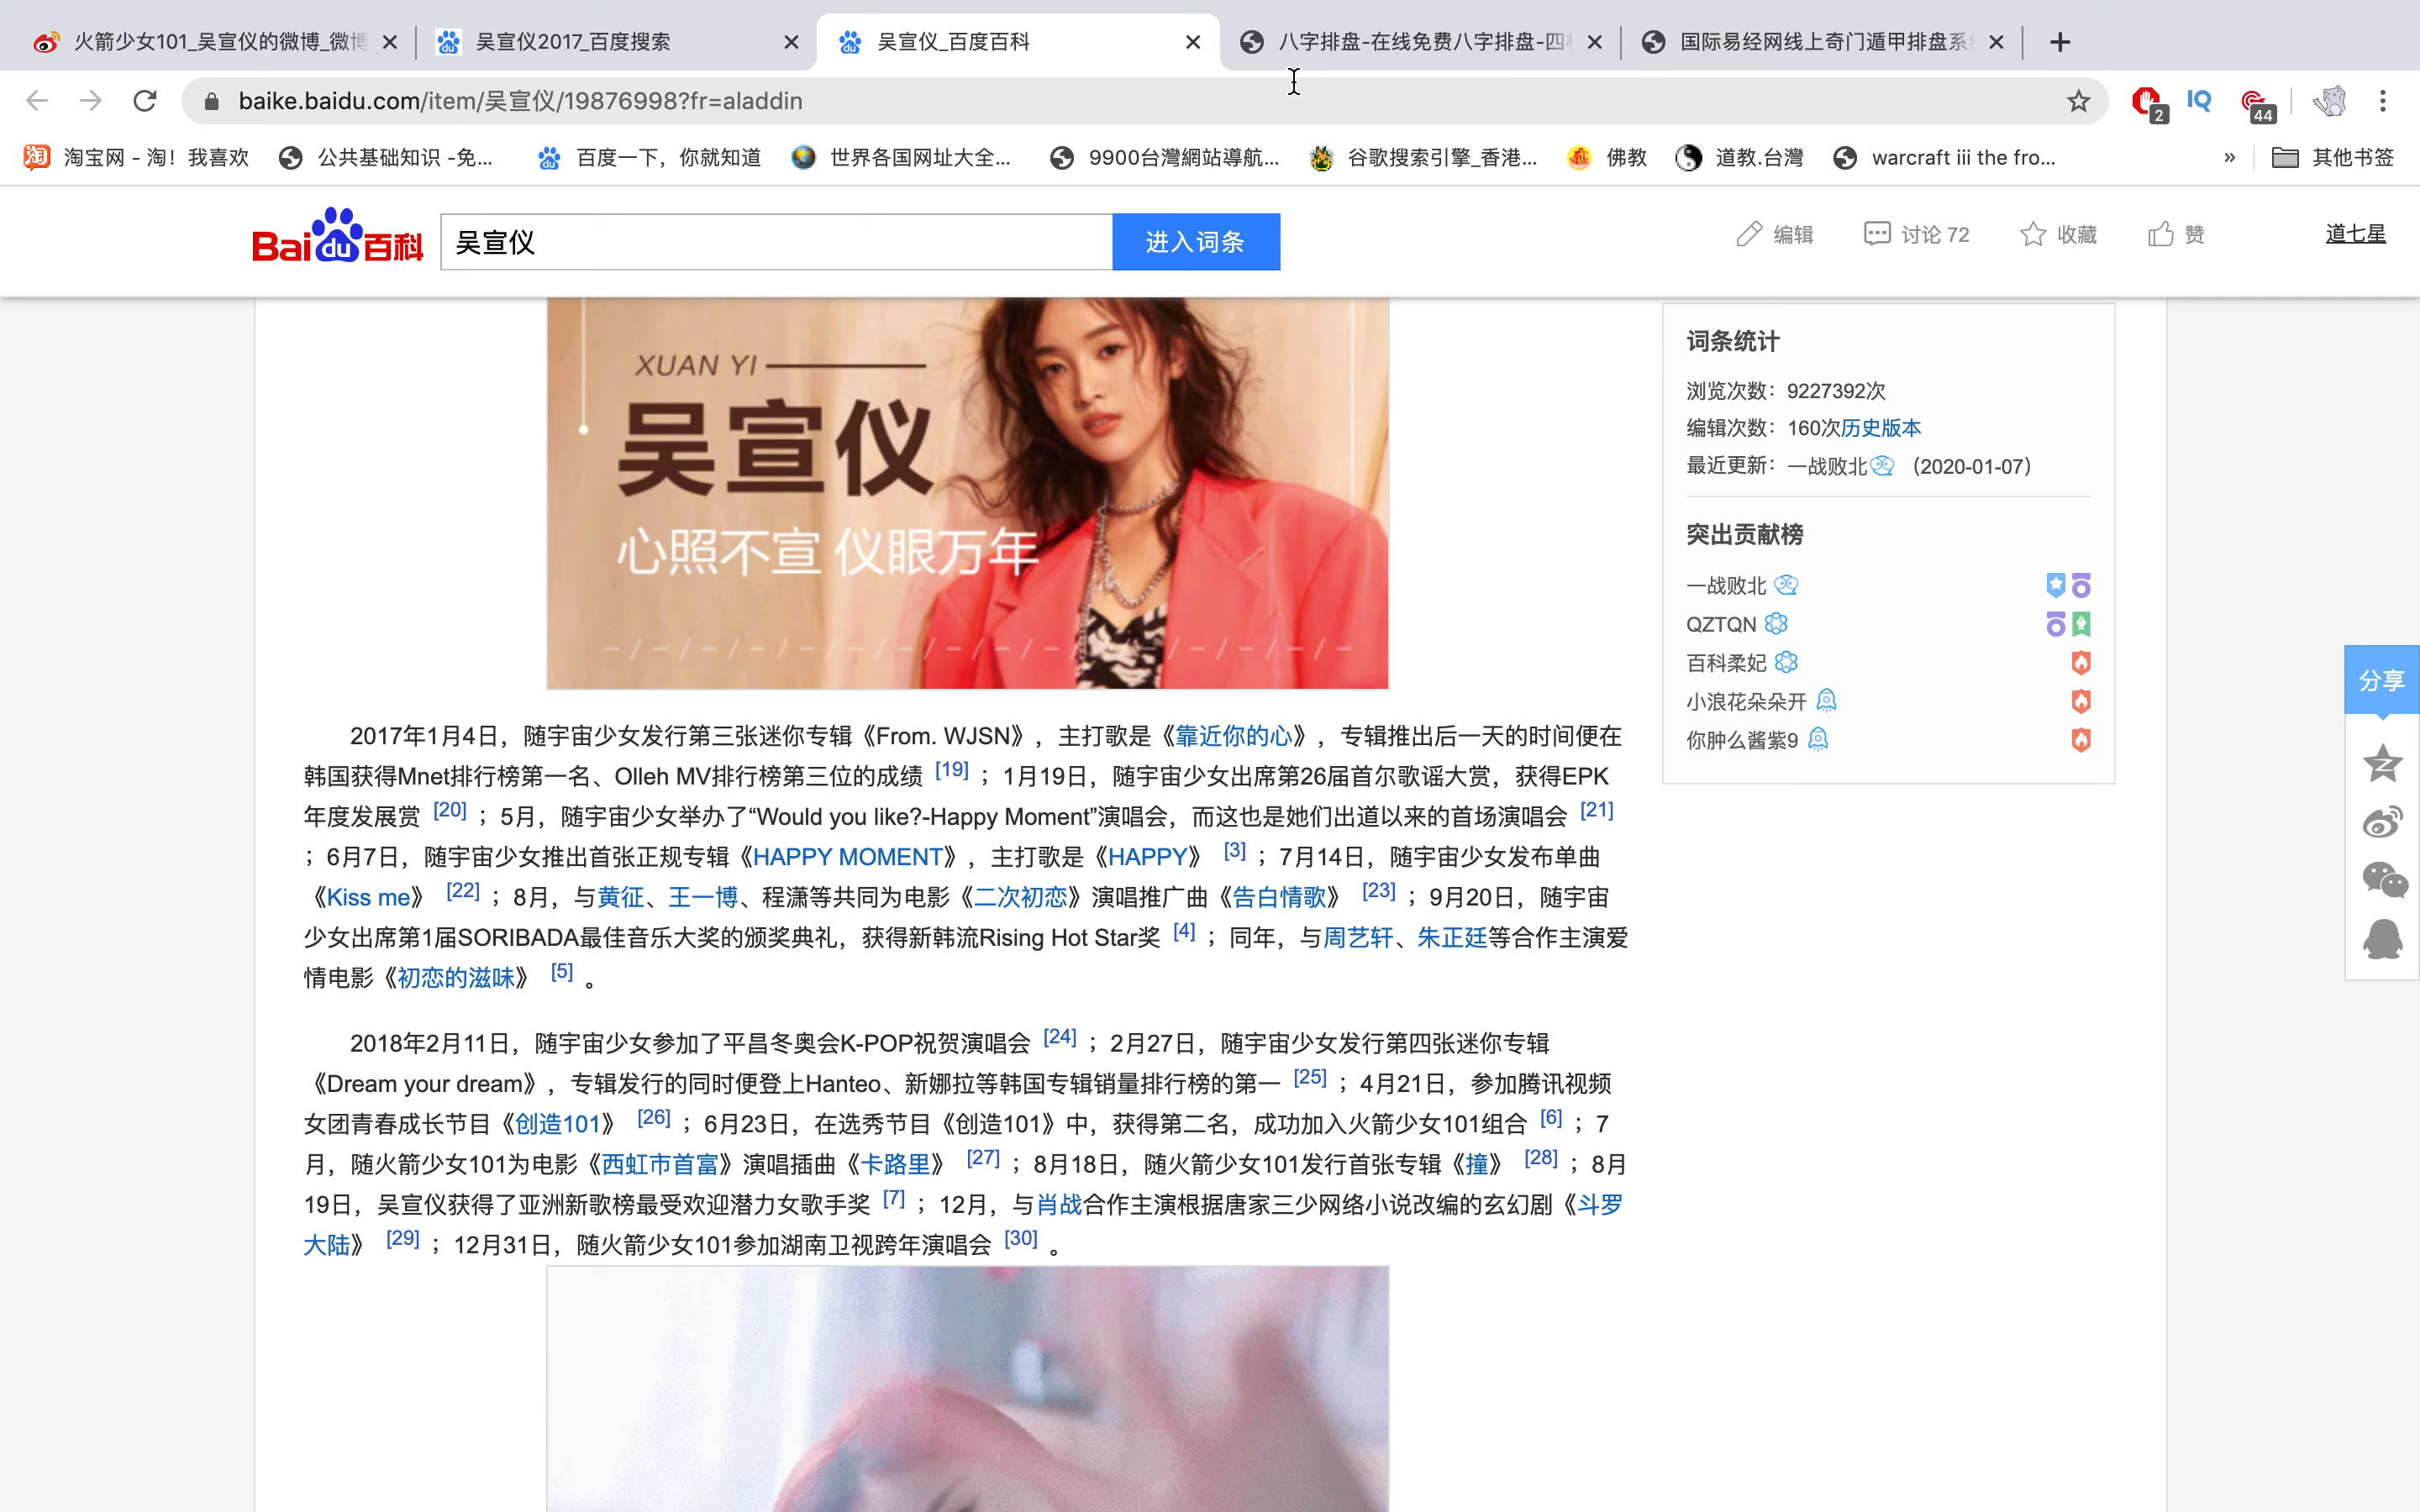 火箭少女101_吴宣仪的微博_微博
吴宣仪2017_百度搜索
吴宣仪_百度百科
八字排盘-在线免费八字排盘-四
国际易经网线上奇门遁甲排盘系
baike.baidu.com/item/吴宣仪/19876998?fr=aladdin
2
IQ
44
淘 淘宝网 - 淘！我喜欢
公共基础知识 -免...
百度一下，你就知道
世界各国网址大全...
9900台灣網站導航...
谷歌搜索引擎_香港...
佛教
道教.台灣
warcraft iii the fro...
»
其他书签
Bai du 百科
吴宣仪
进入词条
编辑
讨论 72
收藏
赞
道七星
XUAN YI
吴宣仪
心照不宣 仪眼万年
2017年1月4日，随宇宙少女发行第三张迷你专辑《From. WJSN》，主打歌是《靠近你的心》，专辑推出后一天的时间便在
韩国获得Mnet排行榜第一名、Olleh MV排行榜第三位的成绩 [19] ；1月19日，随宇宙少女出席第26届首尔歌谣大赏，获得EPK
年度发展赏 [20] ；5月，随宇宙少女举办了“Would you like?-Happy Moment”演唱会，而这也是她们出道以来的首场演唱会 [21]
；6月7日，随宇宙少女推出首张正规专辑《HAPPY MOMENT》，主打歌是《HAPPY》 [3] ；7月14日，随宇宙少女发布单曲
《Kiss me》 [22] ；8月，与黄征、王一博、程潇等共同为电影《二次初恋》演唱推广曲《告白情歌》 [23] ；9月20日，随宇宙
少女出席第1届SORIBADA最佳音乐大奖的颁奖典礼，获得新韩流Rising Hot Star奖 [4] ；同年，与周艺轩、朱正廷等合作主演爱
情电影《初恋的滋味》 [5] 。
2018年2月11日，随宇宙少女参加了平昌冬奥会K-POP祝贺演唱会 [24] ；2月27日，随宇宙少女发行第四张迷你专辑
《Dream your dream》，专辑发行的同时便登上Hanteo、新娜拉等韩国专辑销量排行榜的第一 [25] ；4月21日，参加腾讯视频
女团青春成长节目《创造101》 [26] ；6月23日，在选秀节目《创造101》中，获得第二名，成功加入火箭少女101组合 [6] ；7
月，随火箭少女101为电影《西虹市首富》演唱插曲《卡路里》 [27] ；8月18日，随火箭少女101发行首张专辑《撞》 [28] ；8月
19日，吴宣仪获得了亚洲新歌榜最受欢迎潜力女歌手奖 [7] ；12月，与肖战合作主演根据唐家三少网络小说改编的玄幻剧《斗罗
大陆》 [29] ；12月31日，随火箭少女101参加湖南卫视跨年演唱会 [30] 。
词条统计
浏览次数：9227392次
编辑次数：160次历史版本
最近更新：一战败北 （2020-01-07）
突出贡献榜
一战败北
QZTQN
百科柔妃
小浪花朵朵开
你肿么酱紫9
分享